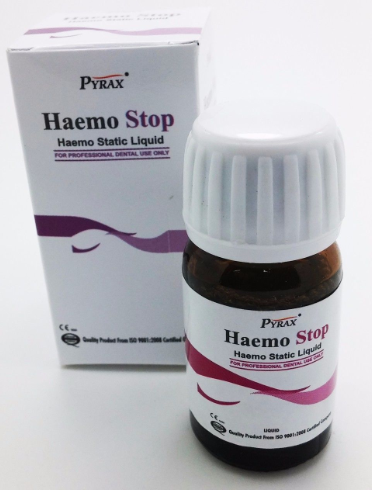 PYRAX®
Haemo Stop
Haemo Static Liquid
FOR PROFESSIONAL DENTAL USE ONLY
CE
Quality Product From ISO 9001:2008 Certified
PYRAX®
Haemo Stop
Haemo Static Liquid
FOR PROFESSIONAL DENTAL USE ONLY
CE
LIQUID
Quality Product From ISO 9001:2008 Certified Company